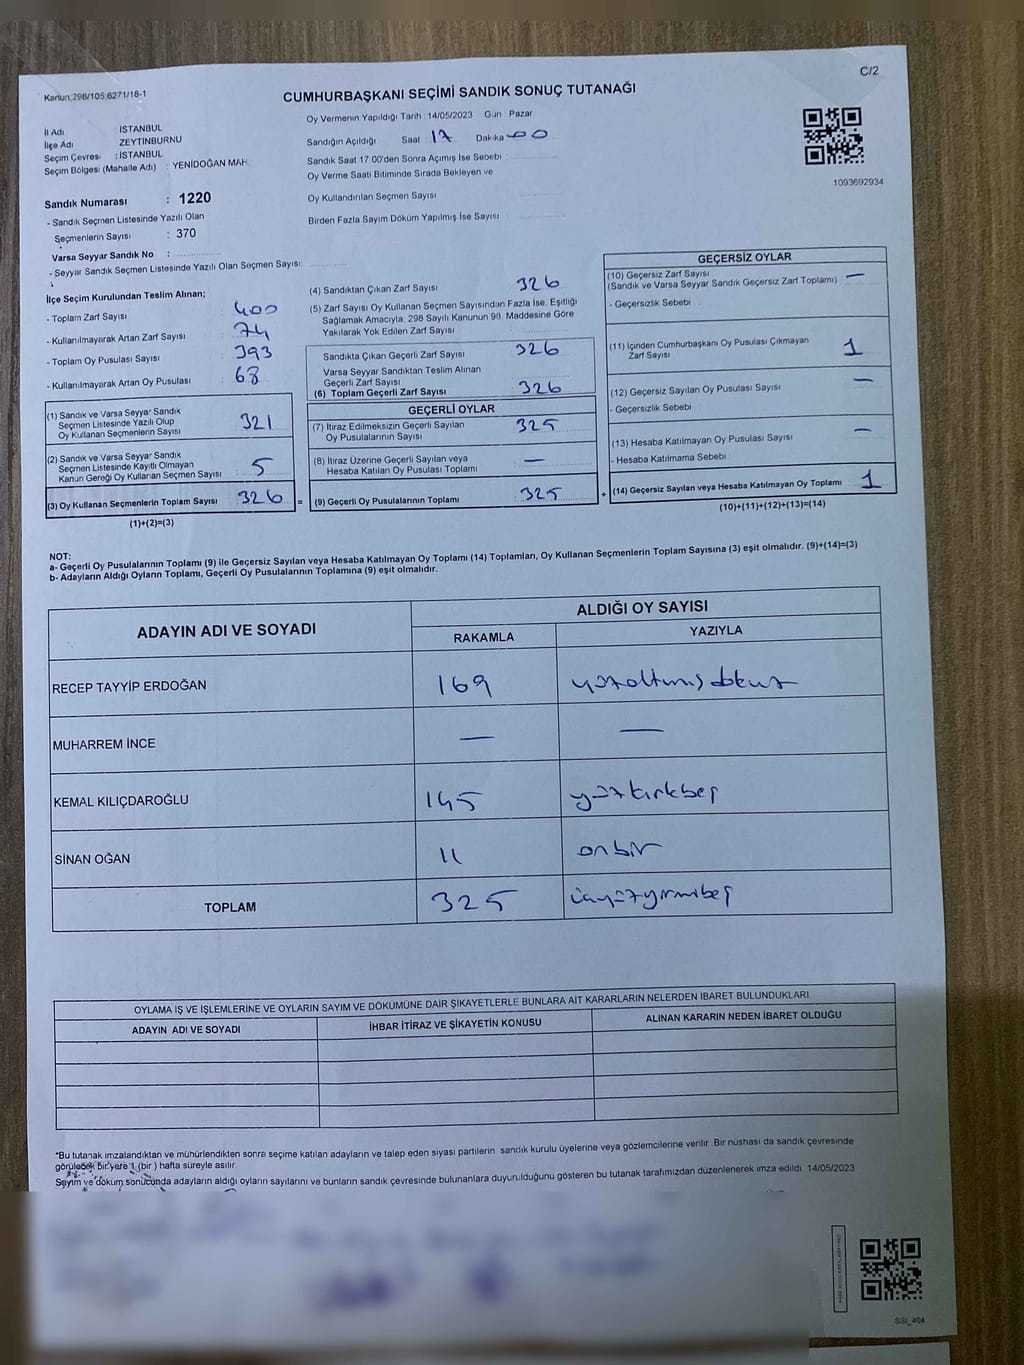 C/2
Kanun;298/105,6271/16-1
CUMHURBAŞKANI SEÇİMİ SANDIK SONUÇ TUTANAĞI
İl Adı : İSTANBUL
İlçe Adı : ZEYTİNBURNU
Seçim Çevresi : İSTANBUL
Seçim Bölgesi (Mahalle Adı) : YENİDOĞAN MAH.
Sandık Numarası : 1220
- Sandık Seçmen Listesinde Yazılı Olan
Seçmenlerin Sayısı : 370
Varsa Seyyar Sandık No :
- Seyyar Sandık Seçmen Listesinde Yazılı Olan Seçmen Sayısı:
Oy Vermenin Yapıldığı Tarih :14/05/2023 Gün : Pazar
Sandığın Açıldığı Saat : 17 Dakika : 00
Sandık Saat 17.00'den Sonra Açımış İse Sebebi :
Oy Verme Saati Bitiminde Sırada Bekleyen ve
Oy Kullandırılan Seçmen Sayısı
Birden Fazla Sayım Döküm Yapılmış İse Sayısı
1093692934
İlçe Seçim Kurulundan Teslim Alınan;
- Toplam Zarf Sayısı : 400
- Kullanılmayarak Artan Zarf Sayısı : 74
- Toplam Oy Pusulası Sayısı : 393
- Kullanılmayarak Artan Oy Pusulası : 68
(1) Sandık ve Varsa Seyyar Sandık
Seçmen Listesinde Yazılı Olup
Oy Kullanan Seçmenlerin Sayısı : 321
(2) Sandık ve Varsa Seyyar Sandık
Seçmen Listesinde Kayıtlı Olmayan
Kanun Gereği Oy Kullanan Seçmen Sayısı : 5
(3) Oy Kullanan Seçmenlerin Toplam Sayısı : 326 =
(1)+(2)=(3)
(4) Sandıktan Çıkan Zarf Sayısı : 326
(5) Zarf Sayısı Oy Kullanan Seçmen Sayısından Fazla İse, Eşitliği
Sağlamak Amacıyla; 298 Sayılı Kanunun 98. Maddesine Göre
Yakılarak Yok Edilen Zarf Sayısı
Sandıkta Çıkan Geçerli Zarf Sayısı : 326
Varsa Seyyar Sandıktan Teslim Alınan
Geçerli Zarf Sayısı
(6) Toplam Geçerli Zarf Sayısı : 326
GEÇERLİ OYLAR
(7) İtiraz Edilmeksizin Geçerli Sayılan
Oy Pusulalarının Sayısı : 325
(8) İtiraz Üzerine Geçerli Sayılan veya
Hesaba Katılan Oy Pusulası Toplamı : —
(9) Geçerli Oy Pusulalarının Toplamı : 325 +
GEÇERSİZ OYLAR
(10) Geçersiz Zarf Sayısı
(Sandık ve Varsa Seyyar Sandık Geçersiz Zarf Toplamı) : —
- Geçersizlik Sebebi
(11) İçinden Cumhurbaşkanı Oy Pusulası Çıkmayan
Zarf Sayısı : 1
(12) Geçersiz Sayılan Oy Pusulası Sayısı : —
- Geçersizlik Sebebi
(13) Hesaba Katılmayan Oy Pusulası Sayısı : —
- Hesaba Katılmama Sebebi
(14) Geçersiz Sayılan veya Hesaba Katılmayan Oy Toplamı : 1
(10)+(11)+(12)+(13)=(14)
NOT:
a- Geçerli Oy Pusulalarının Toplamı (9) ile Geçersiz Sayılan veya Hesaba Katılmayan Oy Toplamı (14) Toplamları, Oy Kullanan Seçmenlerin Toplam Sayısına (3) eşit olmalıdır. (9)+(14)=(3)
b- Adayların Aldığı Oyların Toplamı, Geçerli Oy Pusulalarının Toplamına (9) eşit olmalıdır.
ADAYIN ADI VE SOYADI
ALDIĞI OY SAYISI
RAKAMLA YAZIYLA
RECEP TAYYİP ERDOĞAN 169 yüzaltmış dokuz
MUHARREM İNCE — —
KEMAL KILIÇDAROĞLU 145 yüzkırkbeş
SİNAN OĞAN 11 onbir
TOPLAM 325 üçyüzyirmibeş
OYLAMA İŞ VE İŞLEMLERİNE VE OYLARIN SAYIM VE DÖKÜMÜNE DAİR ŞİKAYETLERLE BUNLARA AİT KARARLARIN NELERDEN İBARET BULUNDUKLARI
ADAYIN ADI VE SOYADI İHBAR İTİRAZ VE ŞİKAYETİN KONUSU ALINAN KARARIN NEDEN İBARET OLDUĞU
*Bu tutanak imzalandıktan ve mühürlendikten sonra seçime katılan adayların ve talep eden siyasi partilerin sandık kurulu üyelerine veya gözlemcilerine verilir. Bir nüshası da sandık çevresinde
görülecek bir yere 1 (bir ) hafta süreyle asılır.
Sayım ve döküm sonucunda adayların aldığı oyların sayılarını ve bunların sandık çevresinde bulunanlara duyurulduğunu gösteren bu tutanak tarafımızdan düzenlenerek imza edildi. 14/05/2023
SSI_404